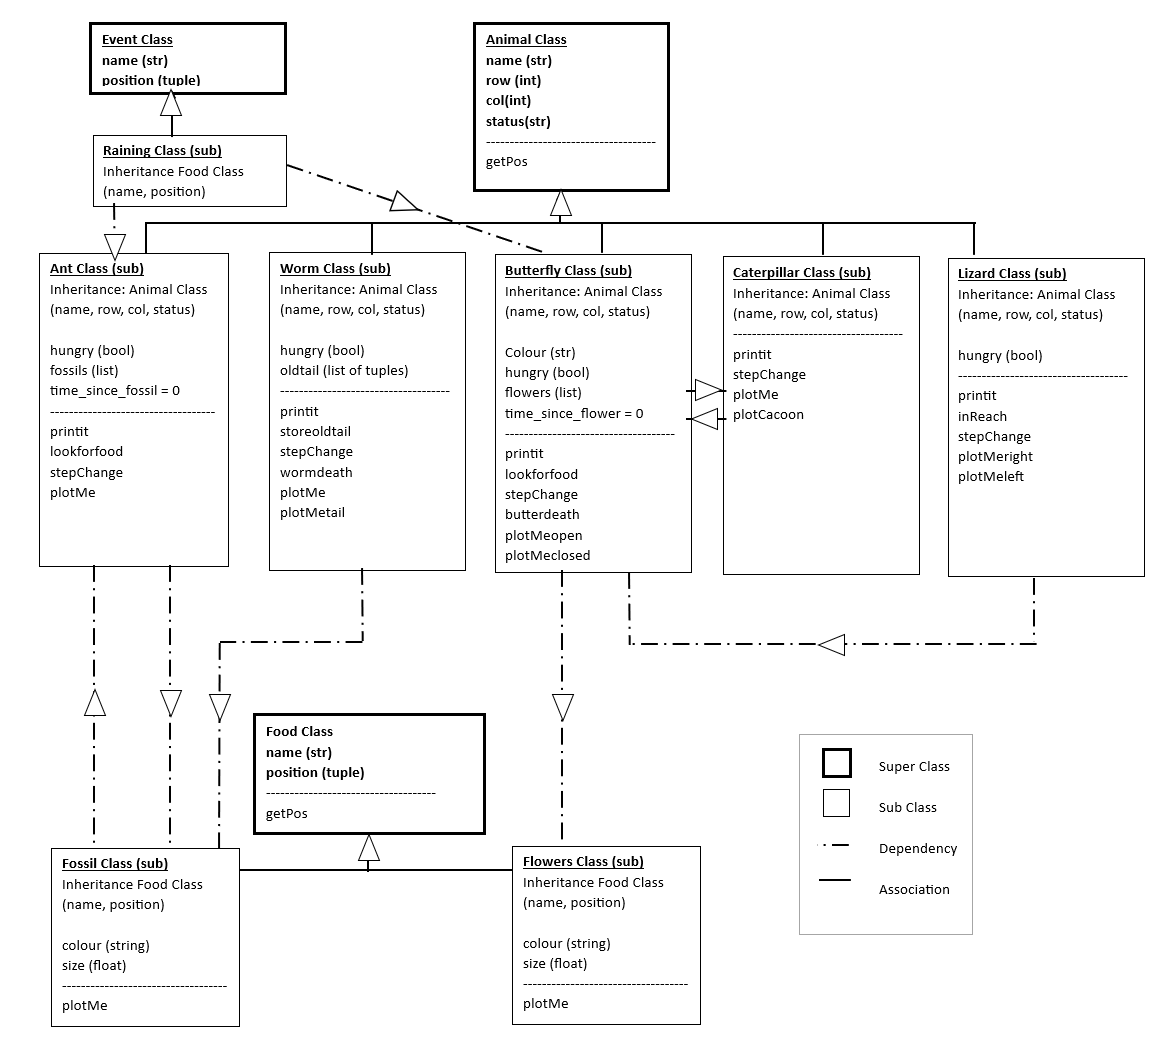 Event Class
name (str)
position (tuple)
Animal Class
name (str)
row (int)
col(int)
status(str)
------------------------------------
getPos
Raining Class (sub)
Inheritance Food Class
(name, position)
Ant Class (sub)
Inheritance: Animal Class
(name, row, col, status)
hungry (bool)
fossils (list)
time_since_fossil = 0
-----------------------------------
printit
lookforfood
stepChange
plotMe
Worm Class (sub)
Inheritance: Animal Class
(name, row, col, status)
hungry (bool)
oldtail (list of tuples)
------------------------------------
printit
storeoldtail
stepChange
wormdeath
plotMe
plotMetail
Butterfly Class (sub)
Inheritance: Animal Class
(name, row, col, status)
Colour (str)
hungry (bool)
flowers (list)
time_since_flower = 0
------------------------------------
printit
lookforfood
stepChange
butterdeath
plotMeopen
plotMeclosed
Caterpillar Class (sub)
Inheritance: Animal Class
(name, row, col, status)
------------------------------------
printit
stepChange
plotMe
plotCacoon
Lizard Class (sub)
Inheritance: Animal Class
(name, row, col, status)
hungry (bool)
------------------------------------
printit
inReach
stepChange
plotMeright
plotMeleft
Food Class
name (str)
position (tuple)
------------------------------------
getPos
Fossil Class (sub)
Inheritance Food Class
(name, position)
colour (string)
size (float)
-----------------------------------
plotMe
Flowers Class (sub)
Inheritance Food Class
(name, position)
colour (string)
size (float)
-----------------------------------
plotMe
Super Class
Sub Class
Dependency
Association